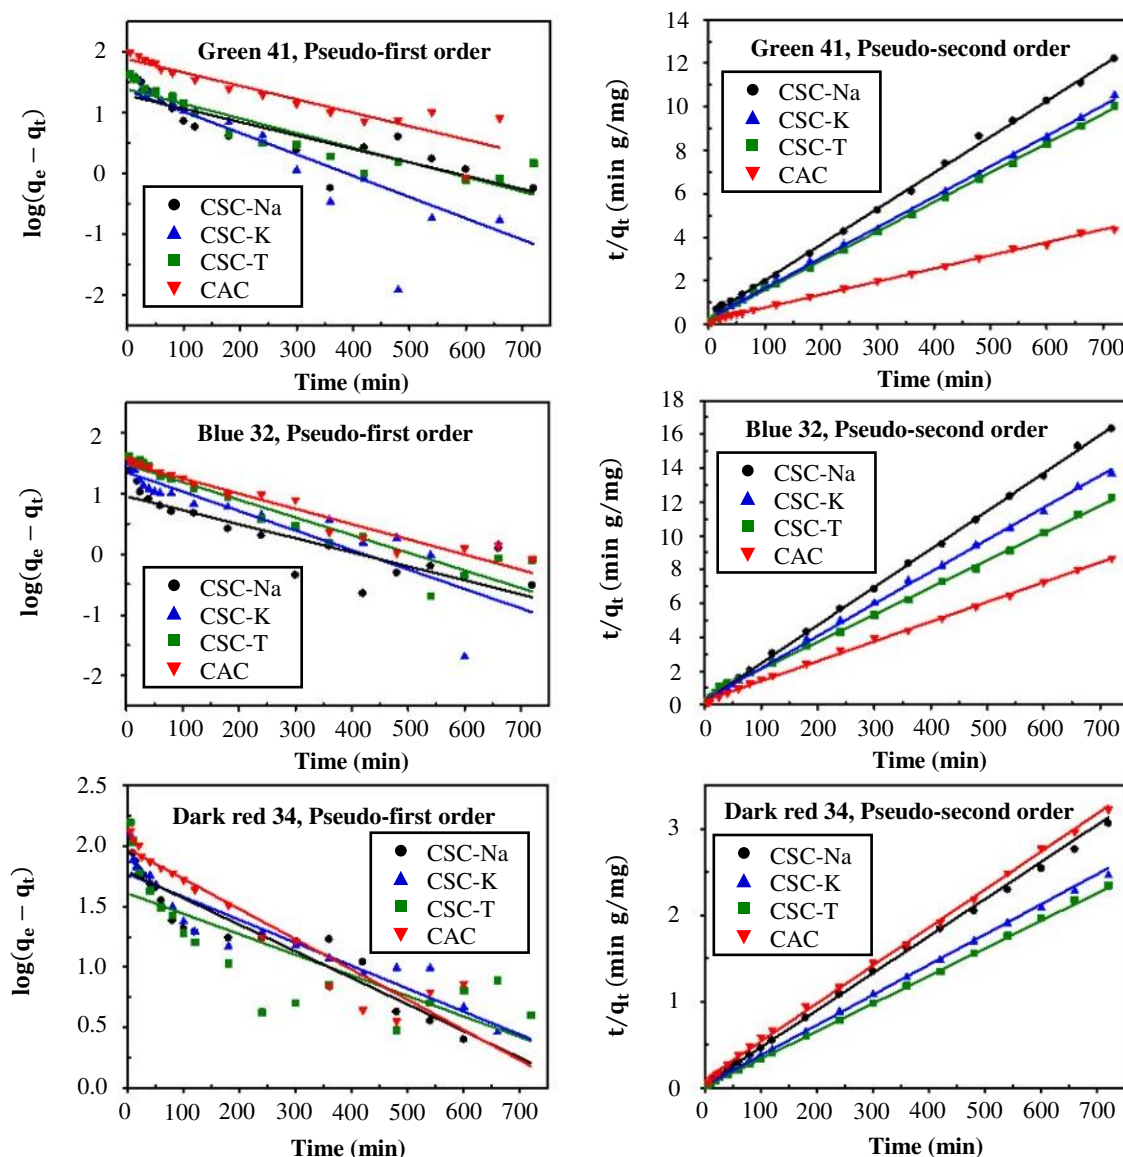 Green 41, Pseudo-first order
log(qₑ − qₜ)
2
1
0
-1
-2
CSC-Na
CSC-K
CSC-T
CAC
0 100 200 300 400 500 600 700
Time (min)
Green 41, Pseudo-second order
t/qₜ (min g/mg)
14
12
10
8
6
4
2
0
CSC-Na
CSC-K
CSC-T
CAC
0 100 200 300 400 500 600 700
Time (min)
Blue 32, Pseudo-first order
log(qₑ − qₜ)
2
1
0
-1
-2
CSC-Na
CSC-K
CSC-T
CAC
0 100 200 300 400 500 600 700
Time (min)
Blue 32, Pseudo-second order
t/qₜ (min g/mg)
18
16
14
12
10
8
6
4
2
0
CSC-Na
CSC-K
CSC-T
CAC
0 100 200 300 400 500 600 700
Time (min)
Dark red 34, Pseudo-first order
log(qₑ − qₜ)
2.5
2.0
1.5
1.0
0.5
0.0
CSC-Na
CSC-K
CSC-T
CAC
0 100 200 300 400 500 600 700
Time (min)
Dark red 34, Pseudo-second order
t/qₜ (min g/mg)
3
2
1
0
CSC-Na
CSC-K
CSC-T
CAC
0 100 200 300 400 500 600 700
Time (min)